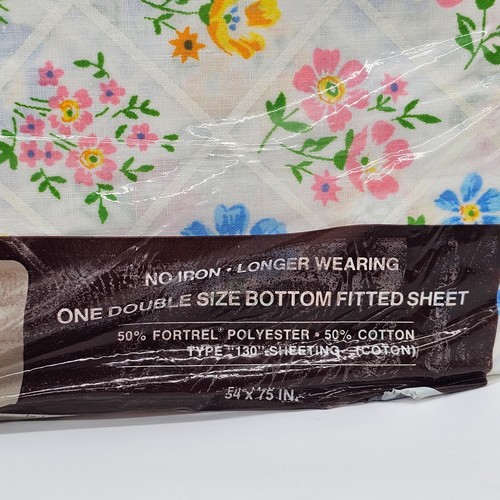 NO IRON · LONGER WEARING
ONE DOUBLE SIZE BOTTOM FITTED SHEET
50% FORTREL® POLYESTER · 50% COTTON
TYPE "130" SHEETING (COTON)
54 x 75 IN.